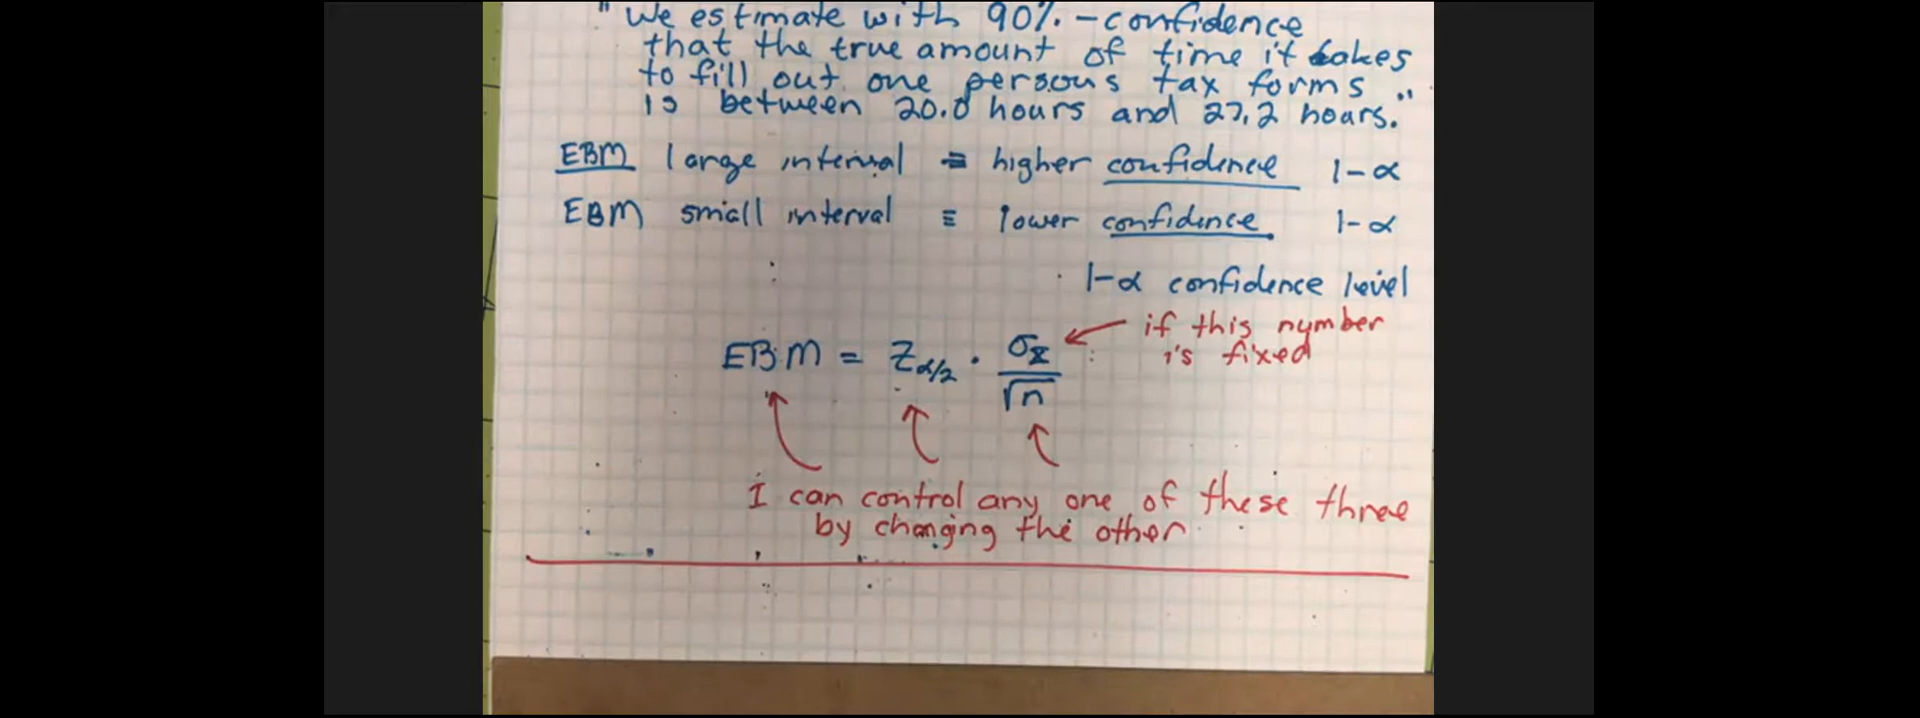 "We estimate with 90% - confidence
that the true amount of time it takes
to fill out one persons tax forms
is between 20.0 hours and 27.2 hours."
EBM large interval ≡ higher confidence 1-α
EBM small interval ≡ lower confidence. 1-α
1-α confidence level
if this number
is fixed
EBM = Z_{α/2} · σ_x / √n
I can control any one of these three
by changing the other